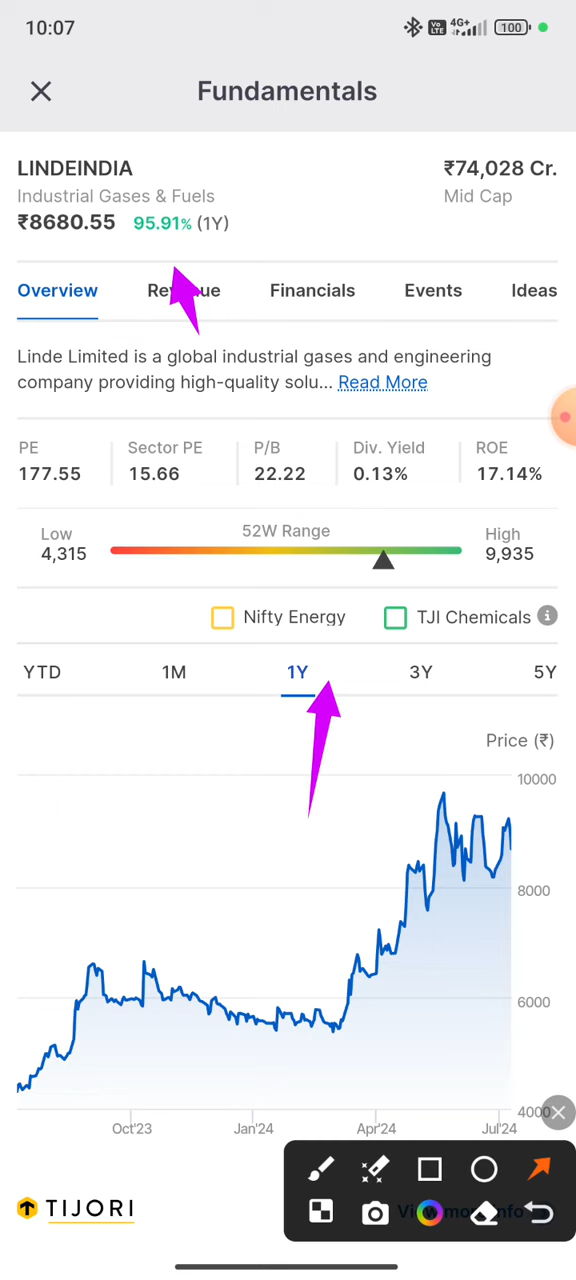 10:07
Vo LTE 4G+ 100
Fundamentals
LINDEINDIA ₹74,028 Cr.
Industrial Gases & Fuels Mid Cap
₹8680.55 95.91% (1Y)
Overview Financials Events Ideas
Linde Limited is a global industrial gases and engineering
company providing high-quality solu... Read More
PE Sector PE P/B Div. Yield ROE
177.55 15.66 22.22 0.13% 17.14%
Low 52W Range High
4,315 9,935
Nifty Energy TJI Chemicals i
YTD 1M 1Y 3Y 5Y
Price (₹)
10000
8000
6000
4000
Oct'23 Jan'24 Apr'24 Jul'24
TIJORI